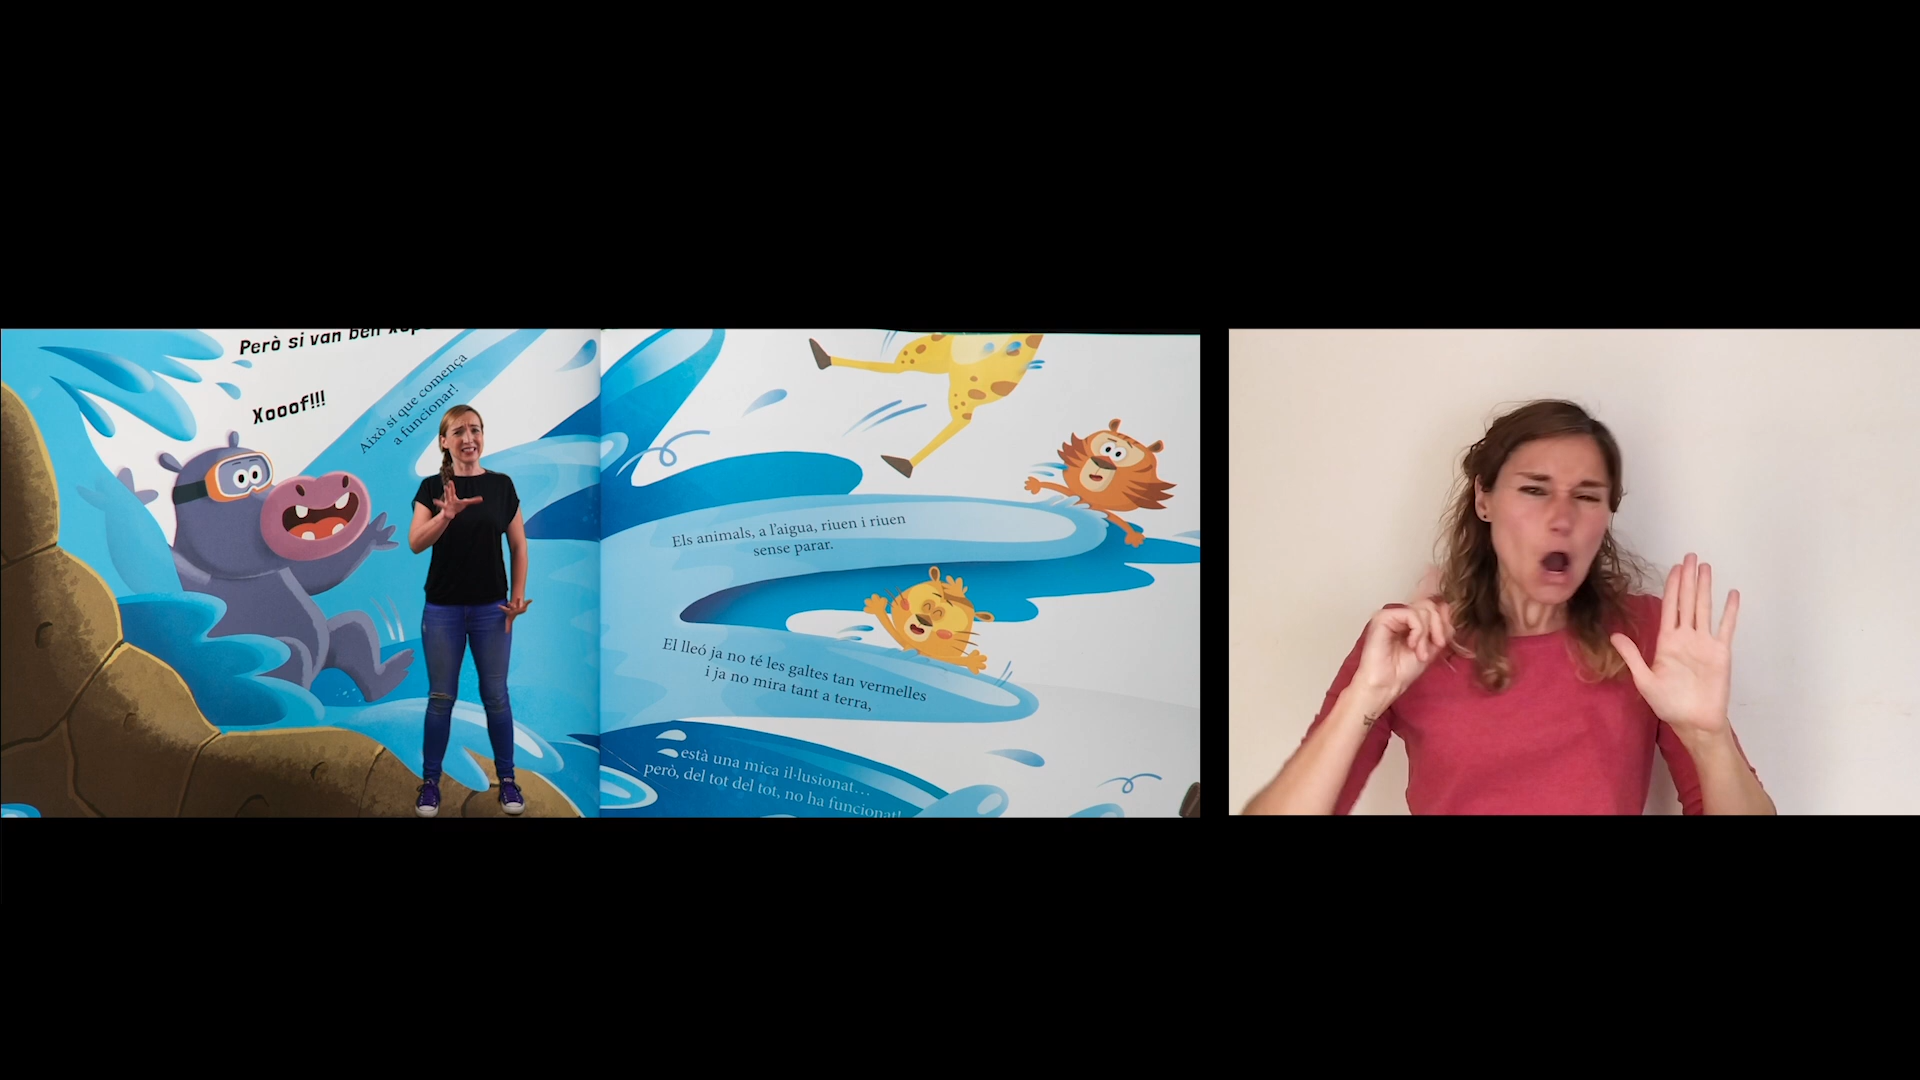 Però si van ben
Xooof!!!
Això sí que comença
a funcionar!
Els animals, a l'aigua, riuen i riuen
sense parar.
El lleó ja no té les galtes tan vermelles
i ja no mira tant a terra,
està una mica il·lusionat…
però, del tot del tot, no ha funcionat!